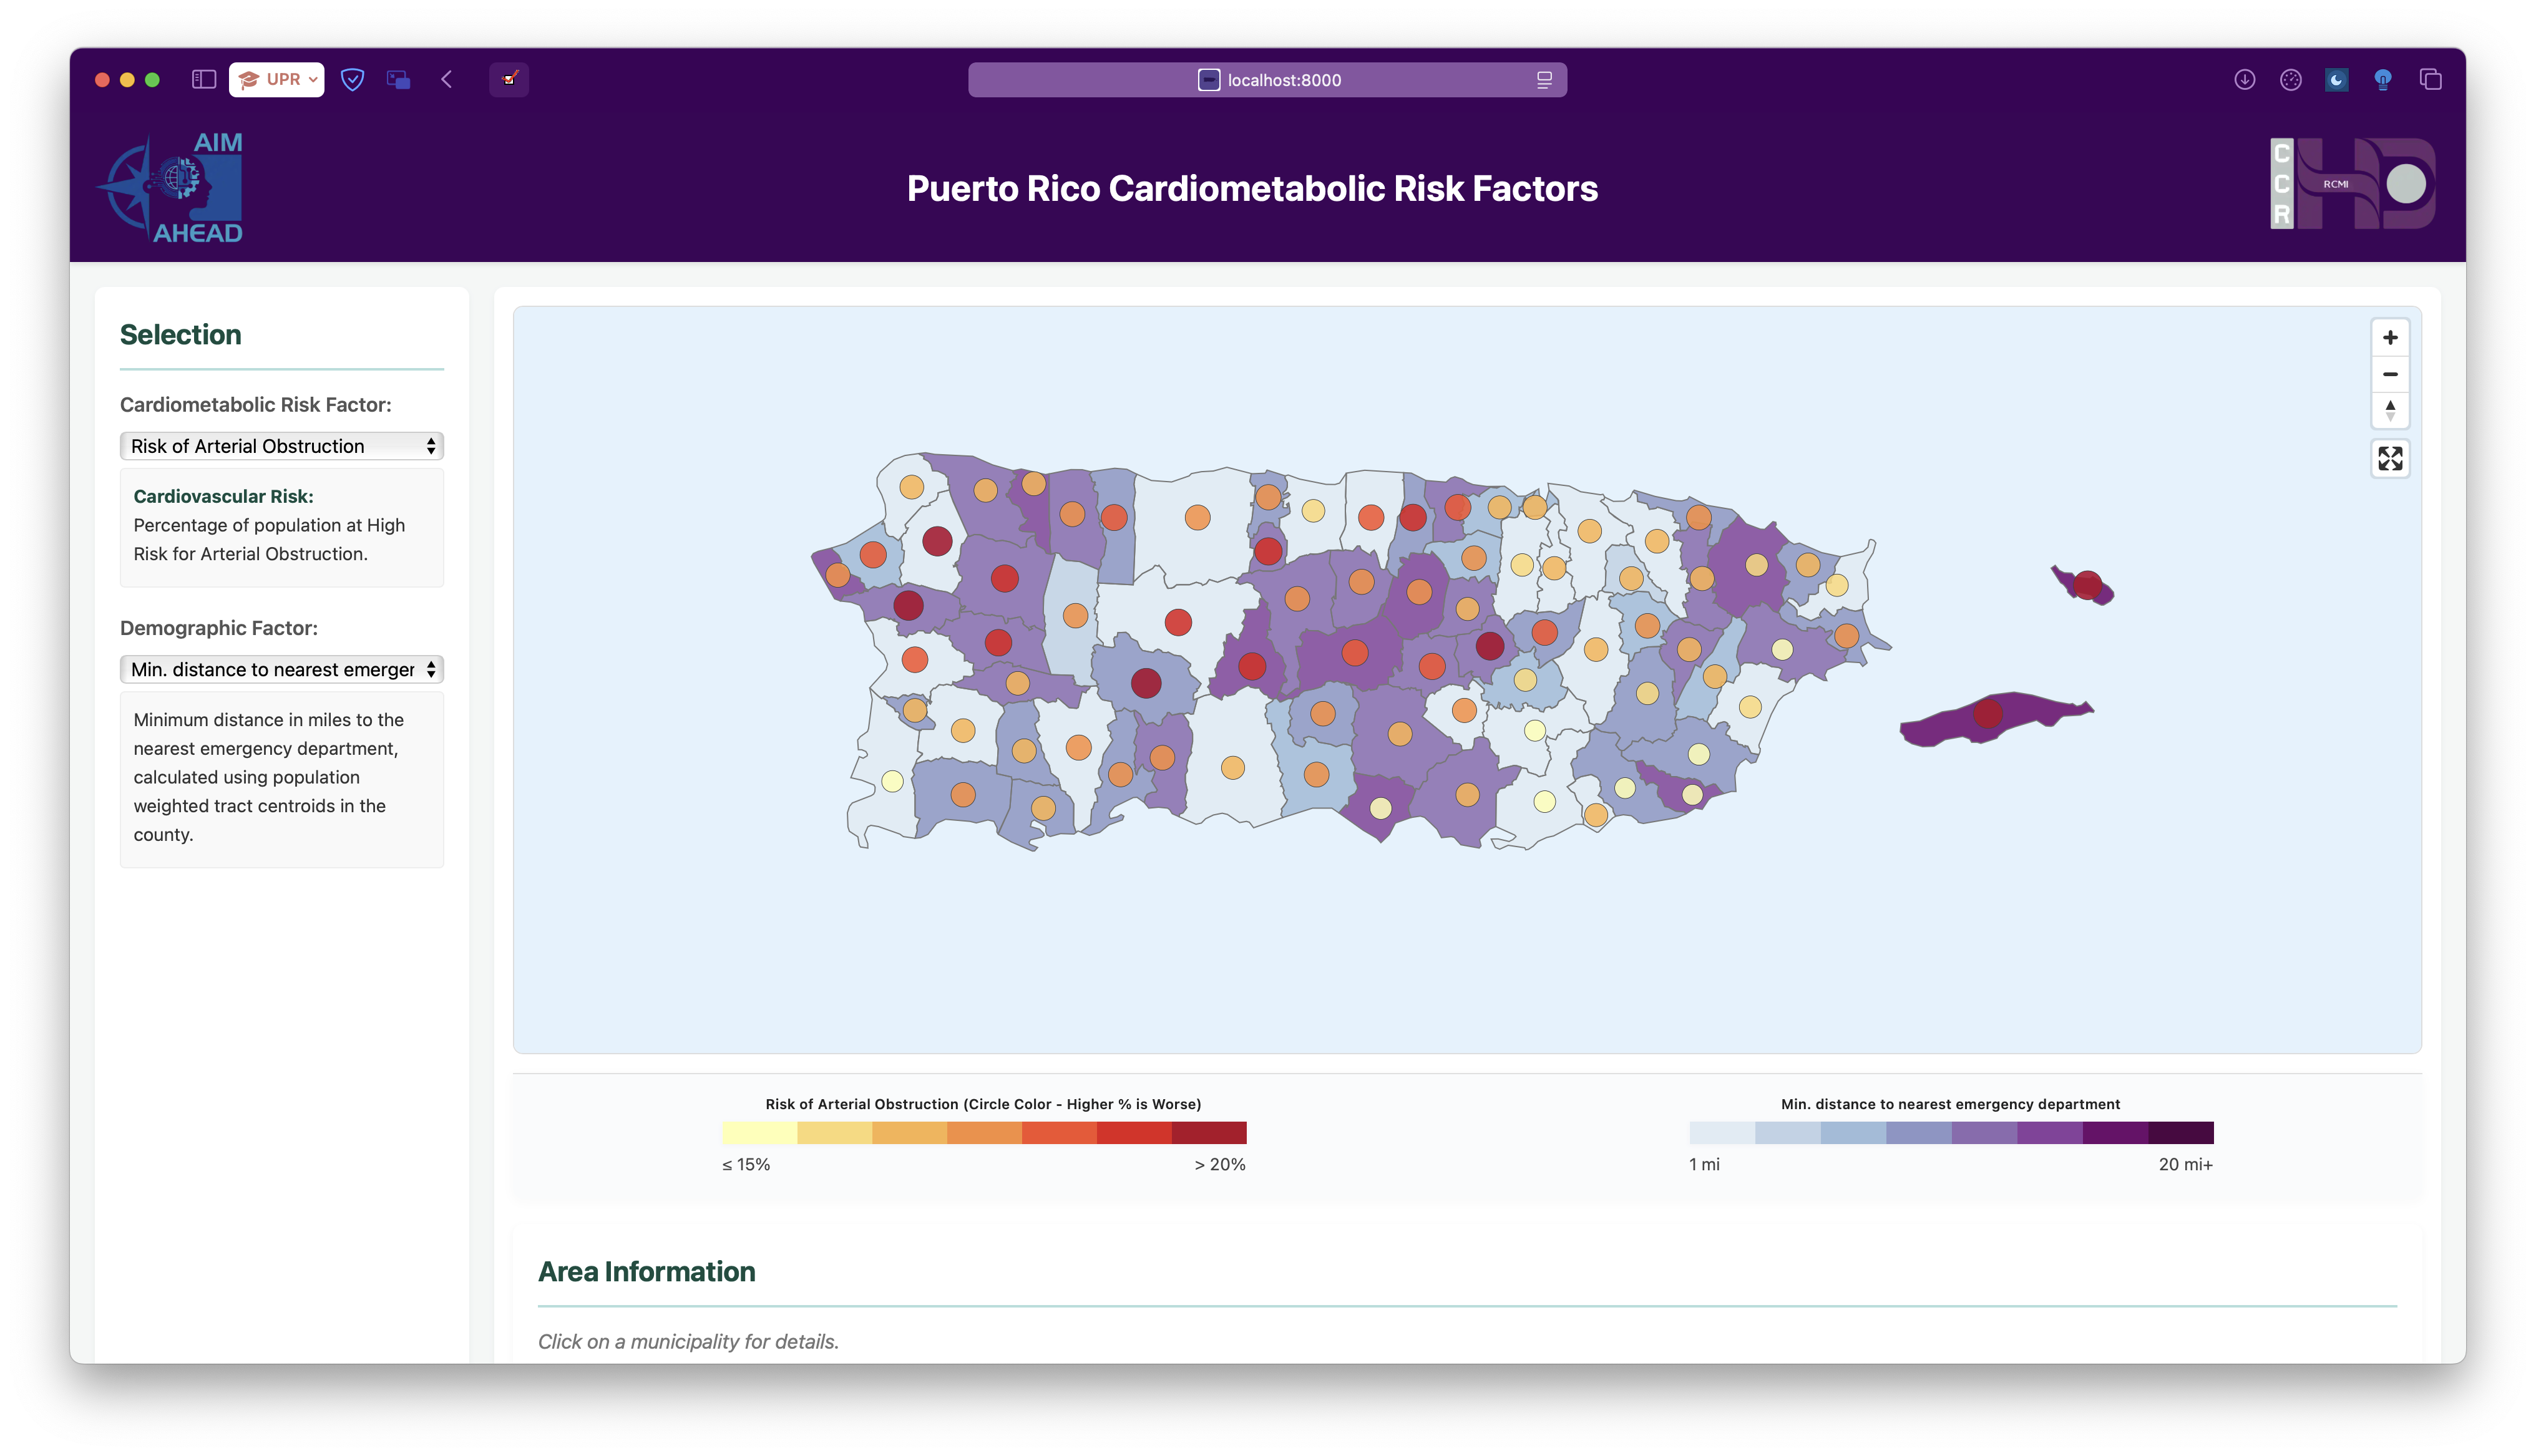 UPR
localhost:8000
AIM
AHEAD
Puerto Rico Cardiometabolic Risk Factors
C
C
R
RCMI
HD
Selection
Cardiometabolic Risk Factor:
Risk of Arterial Obstruction
Cardiovascular Risk:
Percentage of population at High
Risk for Arterial Obstruction.
Demographic Factor:
Min. distance to nearest emerger
Minimum distance in miles to the
nearest emergency department,
calculated using population
weighted tract centroids in the
county.
Risk of Arterial Obstruction (Circle Color - Higher % is Worse)
≤ 15%
> 20%
Min. distance to nearest emergency department
1 mi
20 mi+
Area Information
Click on a municipality for details.